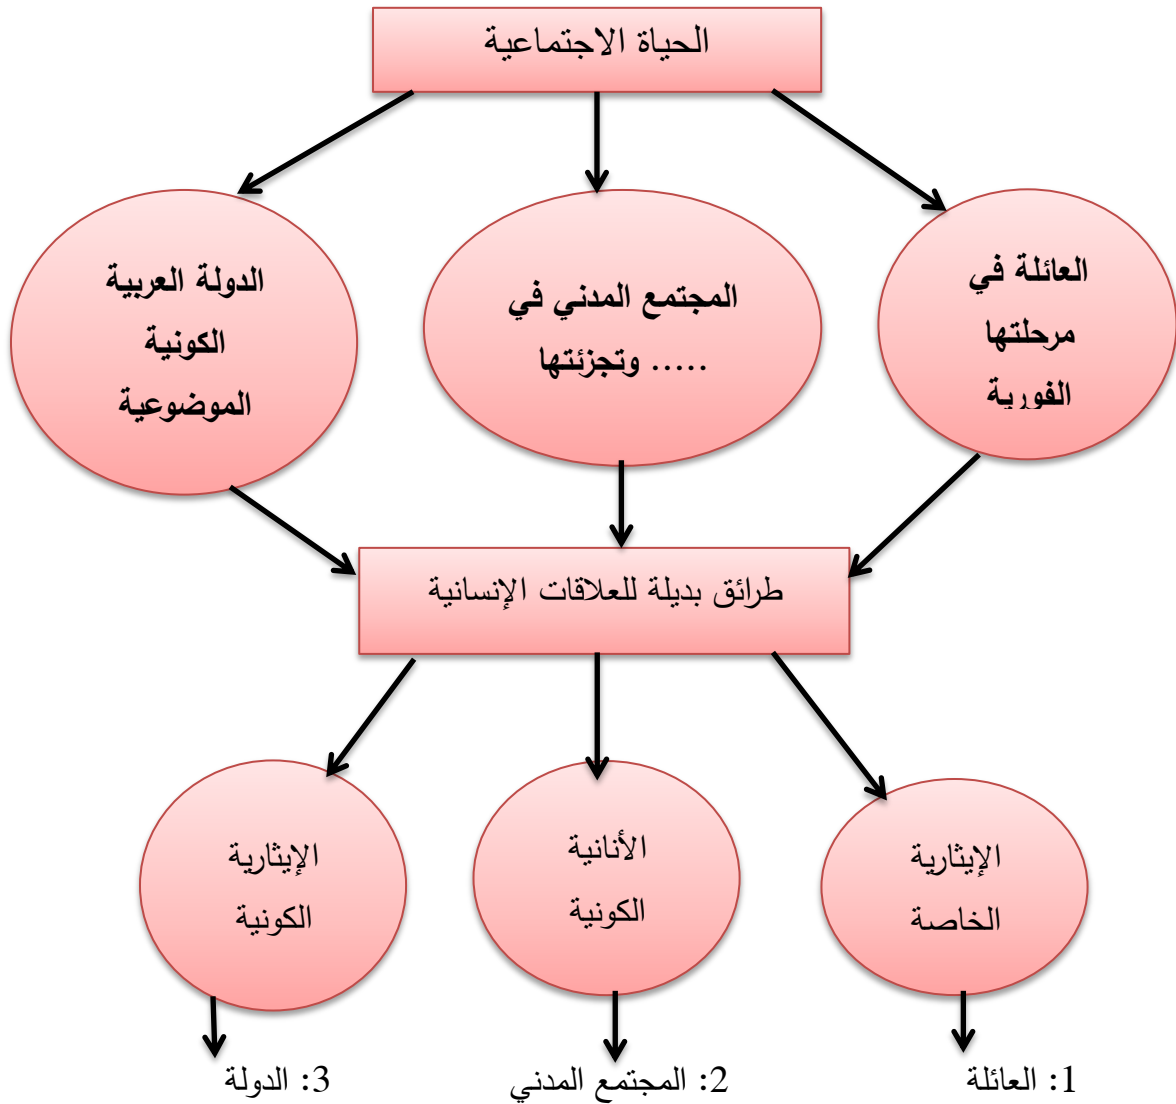 الحياة الاجتماعية
العائلة في
مرحلتها
الفورية
المجتمع المدني في
..... وتجزئتها
الدولة العربية
الكونية
الموضوعية
طرائق بديلة للعلاقات الإنسانية
الإيثارية
الخاصة
الأنانية
الكونية
الإيثارية
الكونية
1: العائلة
2: المجتمع المدني
3: الدولة